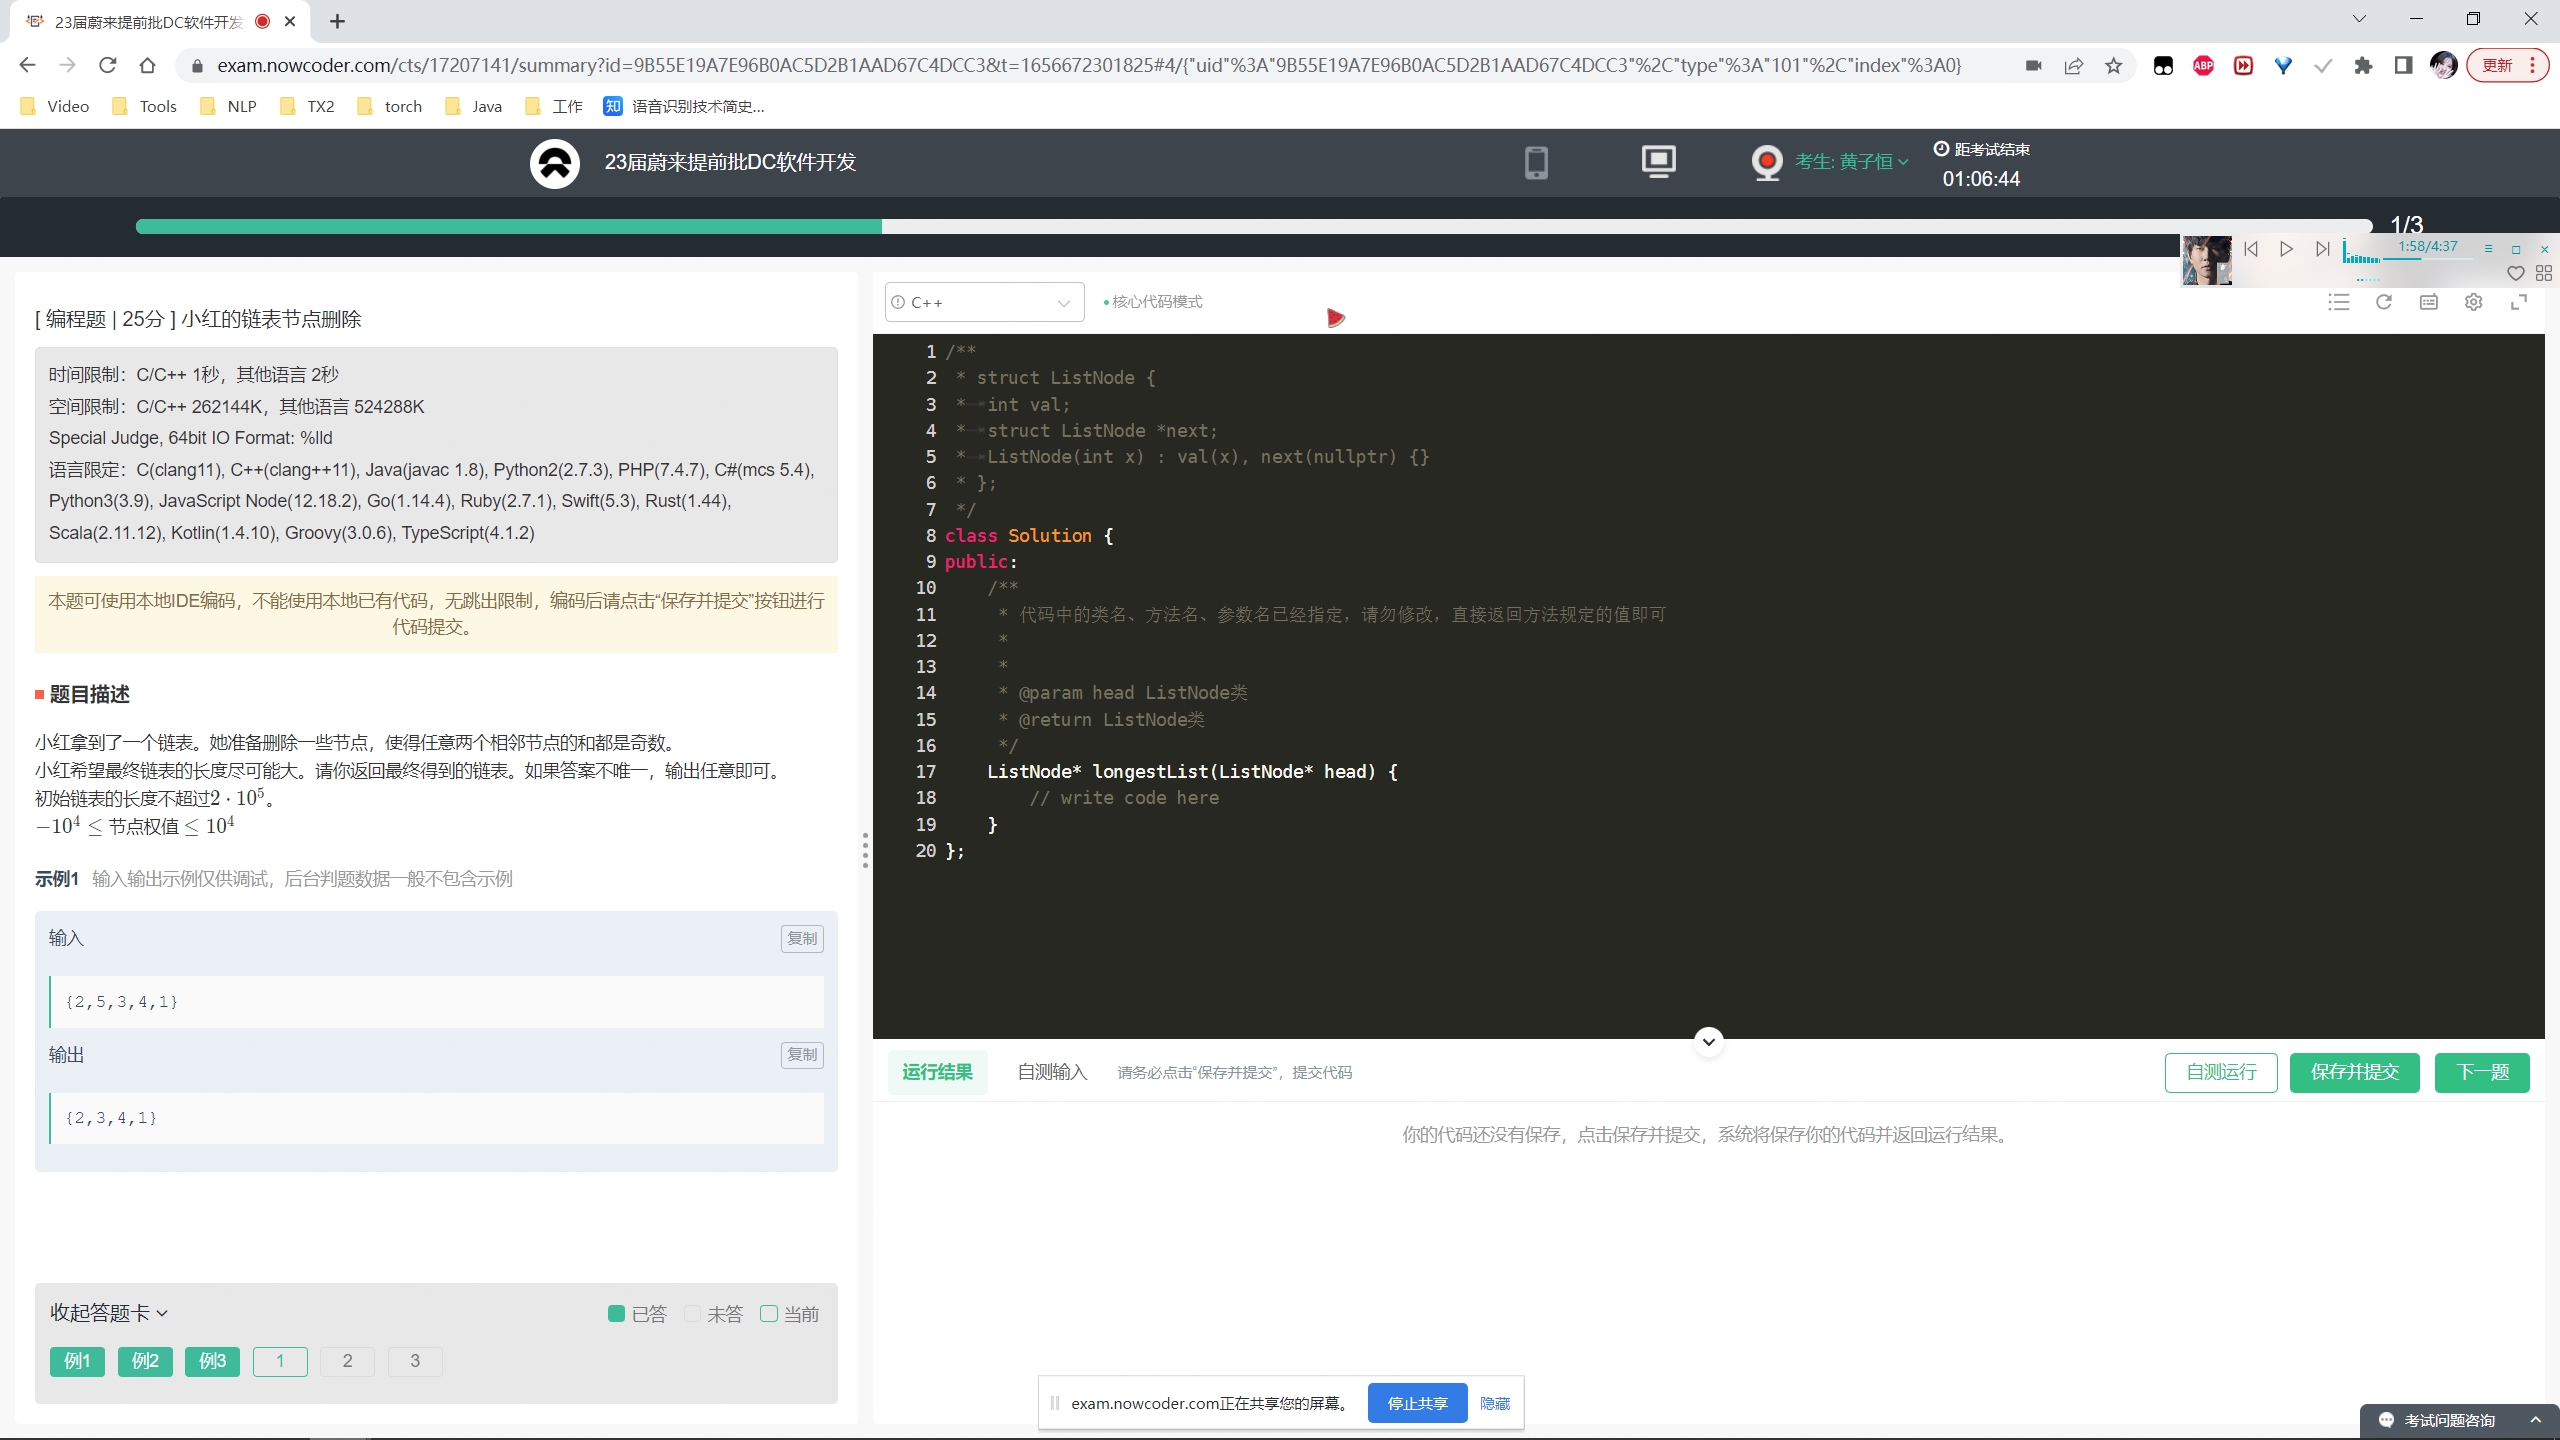 23届蔚来提前批DC软件开发
exam.nowcoder.com/cts/17207141/summary?id=9B55E19A7E96B0AC5D2B1AAD67C4DCC3&t=1656672301825#4/{"uid"%3A"9B55E19A7E96B0AC5D2B1AAD67C4DCC3"%2C"type"%3A"101"%2C"index"%3A0}
ABP
更新
Video Tools NLP TX2 torch Java 工作 知 语音识别技术简史...
23届蔚来提前批DC软件开发
考生: 黄子恒
距考试结束
01:06:44
1/3
1:58/4:37
[ 编程题 | 25分 ] 小红的链表节点删除
时间限制：C/C++ 1秒，其他语言 2秒
空间限制：C/C++ 262144K，其他语言 524288K
Special Judge, 64bit IO Format: %lld
语言限定：C(clang11), C++(clang++11), Java(javac 1.8), Python2(2.7.3), PHP(7.4.7), C#(mcs 5.4),
Python3(3.9), JavaScript Node(12.18.2), Go(1.14.4), Ruby(2.7.1), Swift(5.3), Rust(1.44),
Scala(2.11.12), Kotlin(1.4.10), Groovy(3.0.6), TypeScript(4.1.2)
本题可使用本地IDE编码，不能使用本地已有代码，无跳出限制，编码后请点击“保存并提交”按钮进行
代码提交。
题目描述
小红拿到了一个链表。她准备删除一些节点，使得任意两个相邻节点的和都是奇数。
小红希望最终链表的长度尽可能大。请你返回最终得到的链表。如果答案不唯一，输出任意即可。
初始链表的长度不超过2·10⁵。
−10⁴ ≤ 节点权值 ≤ 10⁴
示例1 输入输出示例仅供调试，后台判题数据一般不包含示例
输入
复制
{2,5,3,4,1}
输出
复制
{2,3,4,1}
收起答题卡
已答 未答 当前
例1 例2 例3 1 2 3
C++
核心代码模式
1 /**
2 * struct ListNode {
3 * int val;
4 * struct ListNode *next;
5 * ListNode(int x) : val(x), next(nullptr) {}
6 * };
7 */
8 class Solution {
9 public:
10 /**
11 * 代码中的类名、方法名、参数名已经指定，请勿修改，直接返回方法规定的值即可
12 *
13 *
14 * @param head ListNode类
15 * @return ListNode类
16 */
17 ListNode* longestList(ListNode* head) {
18 // write code here
19 }
20 };
运行结果 自测输入 请务必点击“保存并提交”，提交代码
自测运行 保存并提交 下一题
你的代码还没有保存，点击保存并提交，系统将保存你的代码并返回运行结果。
exam.nowcoder.com正在共享您的屏幕。 停止共享 隐藏
考试问题咨询